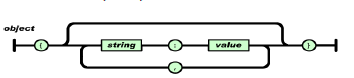 object
{ string : value }
,